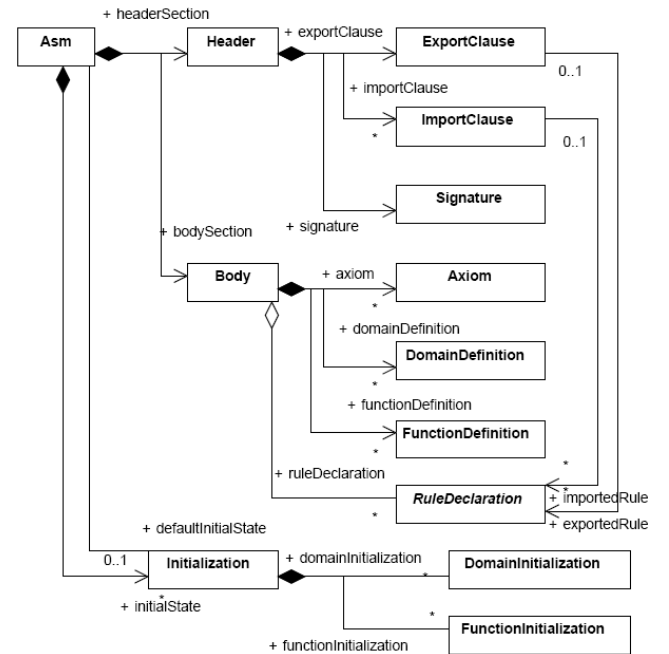 + headerSection
Asm
Header
+ exportClause
ExportClause
0..1
+ importClause
*
ImportClause
0..1
Signature
+ signature
+ bodySection
Body
+ axiom
*
Axiom
+ domainDefinition
*
DomainDefinition
+ functionDefinition
*
FunctionDefinition
+ ruleDeclaration
*
RuleDeclaration
*
*
+ importedRule
+ exportedRule
+ defaultInitialState
0..1
Initialization
*
+ initialState
+ domainInitialization
*
DomainInitialization
*
FunctionInitialization
+ functionInitialization